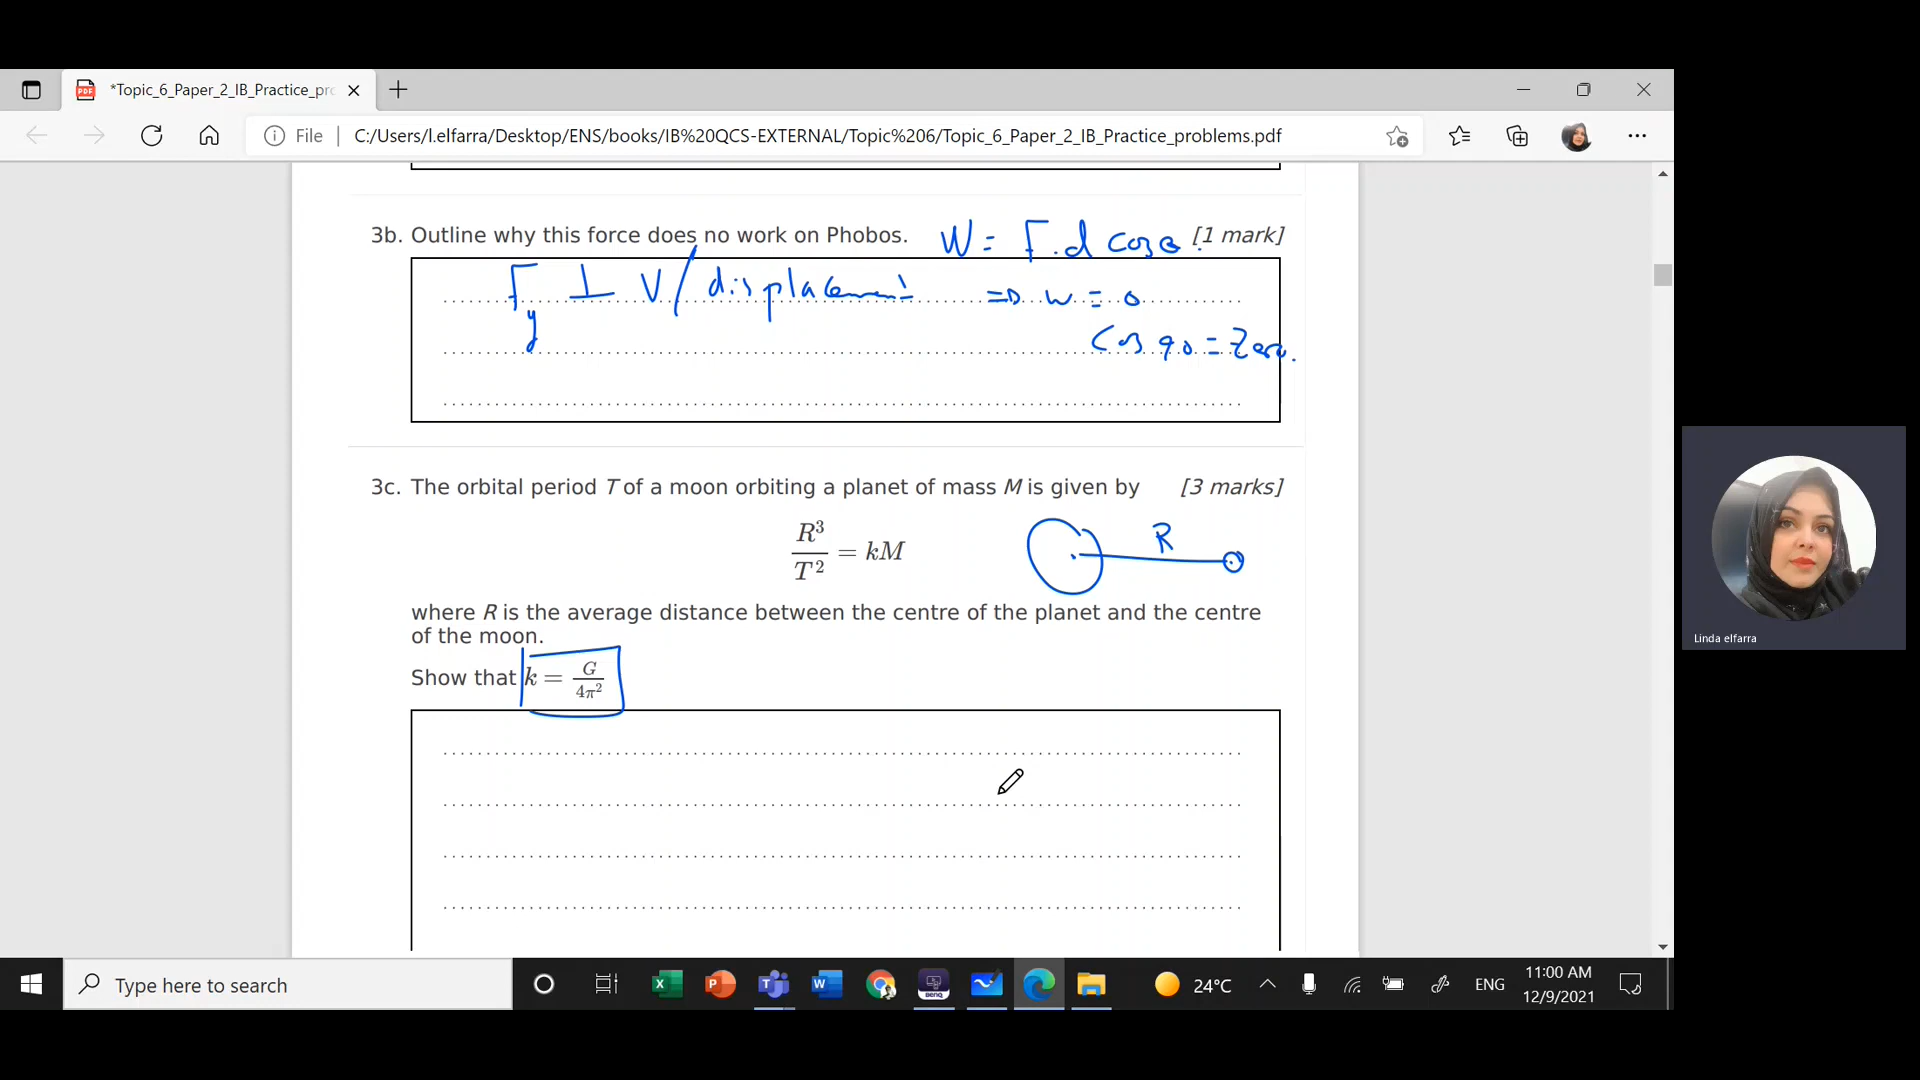 *Topic_6_Paper_2_IB_Practice_pro
File
C:/Users/l.elfarra/Desktop/ENS/books/IB%20QCS-EXTERNAL/Topic%206/Topic_6_Paper_2_IB_Practice_problems.pdf
3b. Outline why this force does no work on Phobos. W = F.d cosθ. [1 mark]
Fg ⊥ V / displacement => W = 0
Cos 90 = Zero.
3c. The orbital period T of a moon orbiting a planet of mass M is given by [3 marks]
R³/T² = kM
R
where R is the average distance between the centre of the planet and the centre
of the moon.
Show that k = G/4π²
Linda elfarra
Type here to search
BENQ
24°C
ENG
11:00 AM
12/9/2021